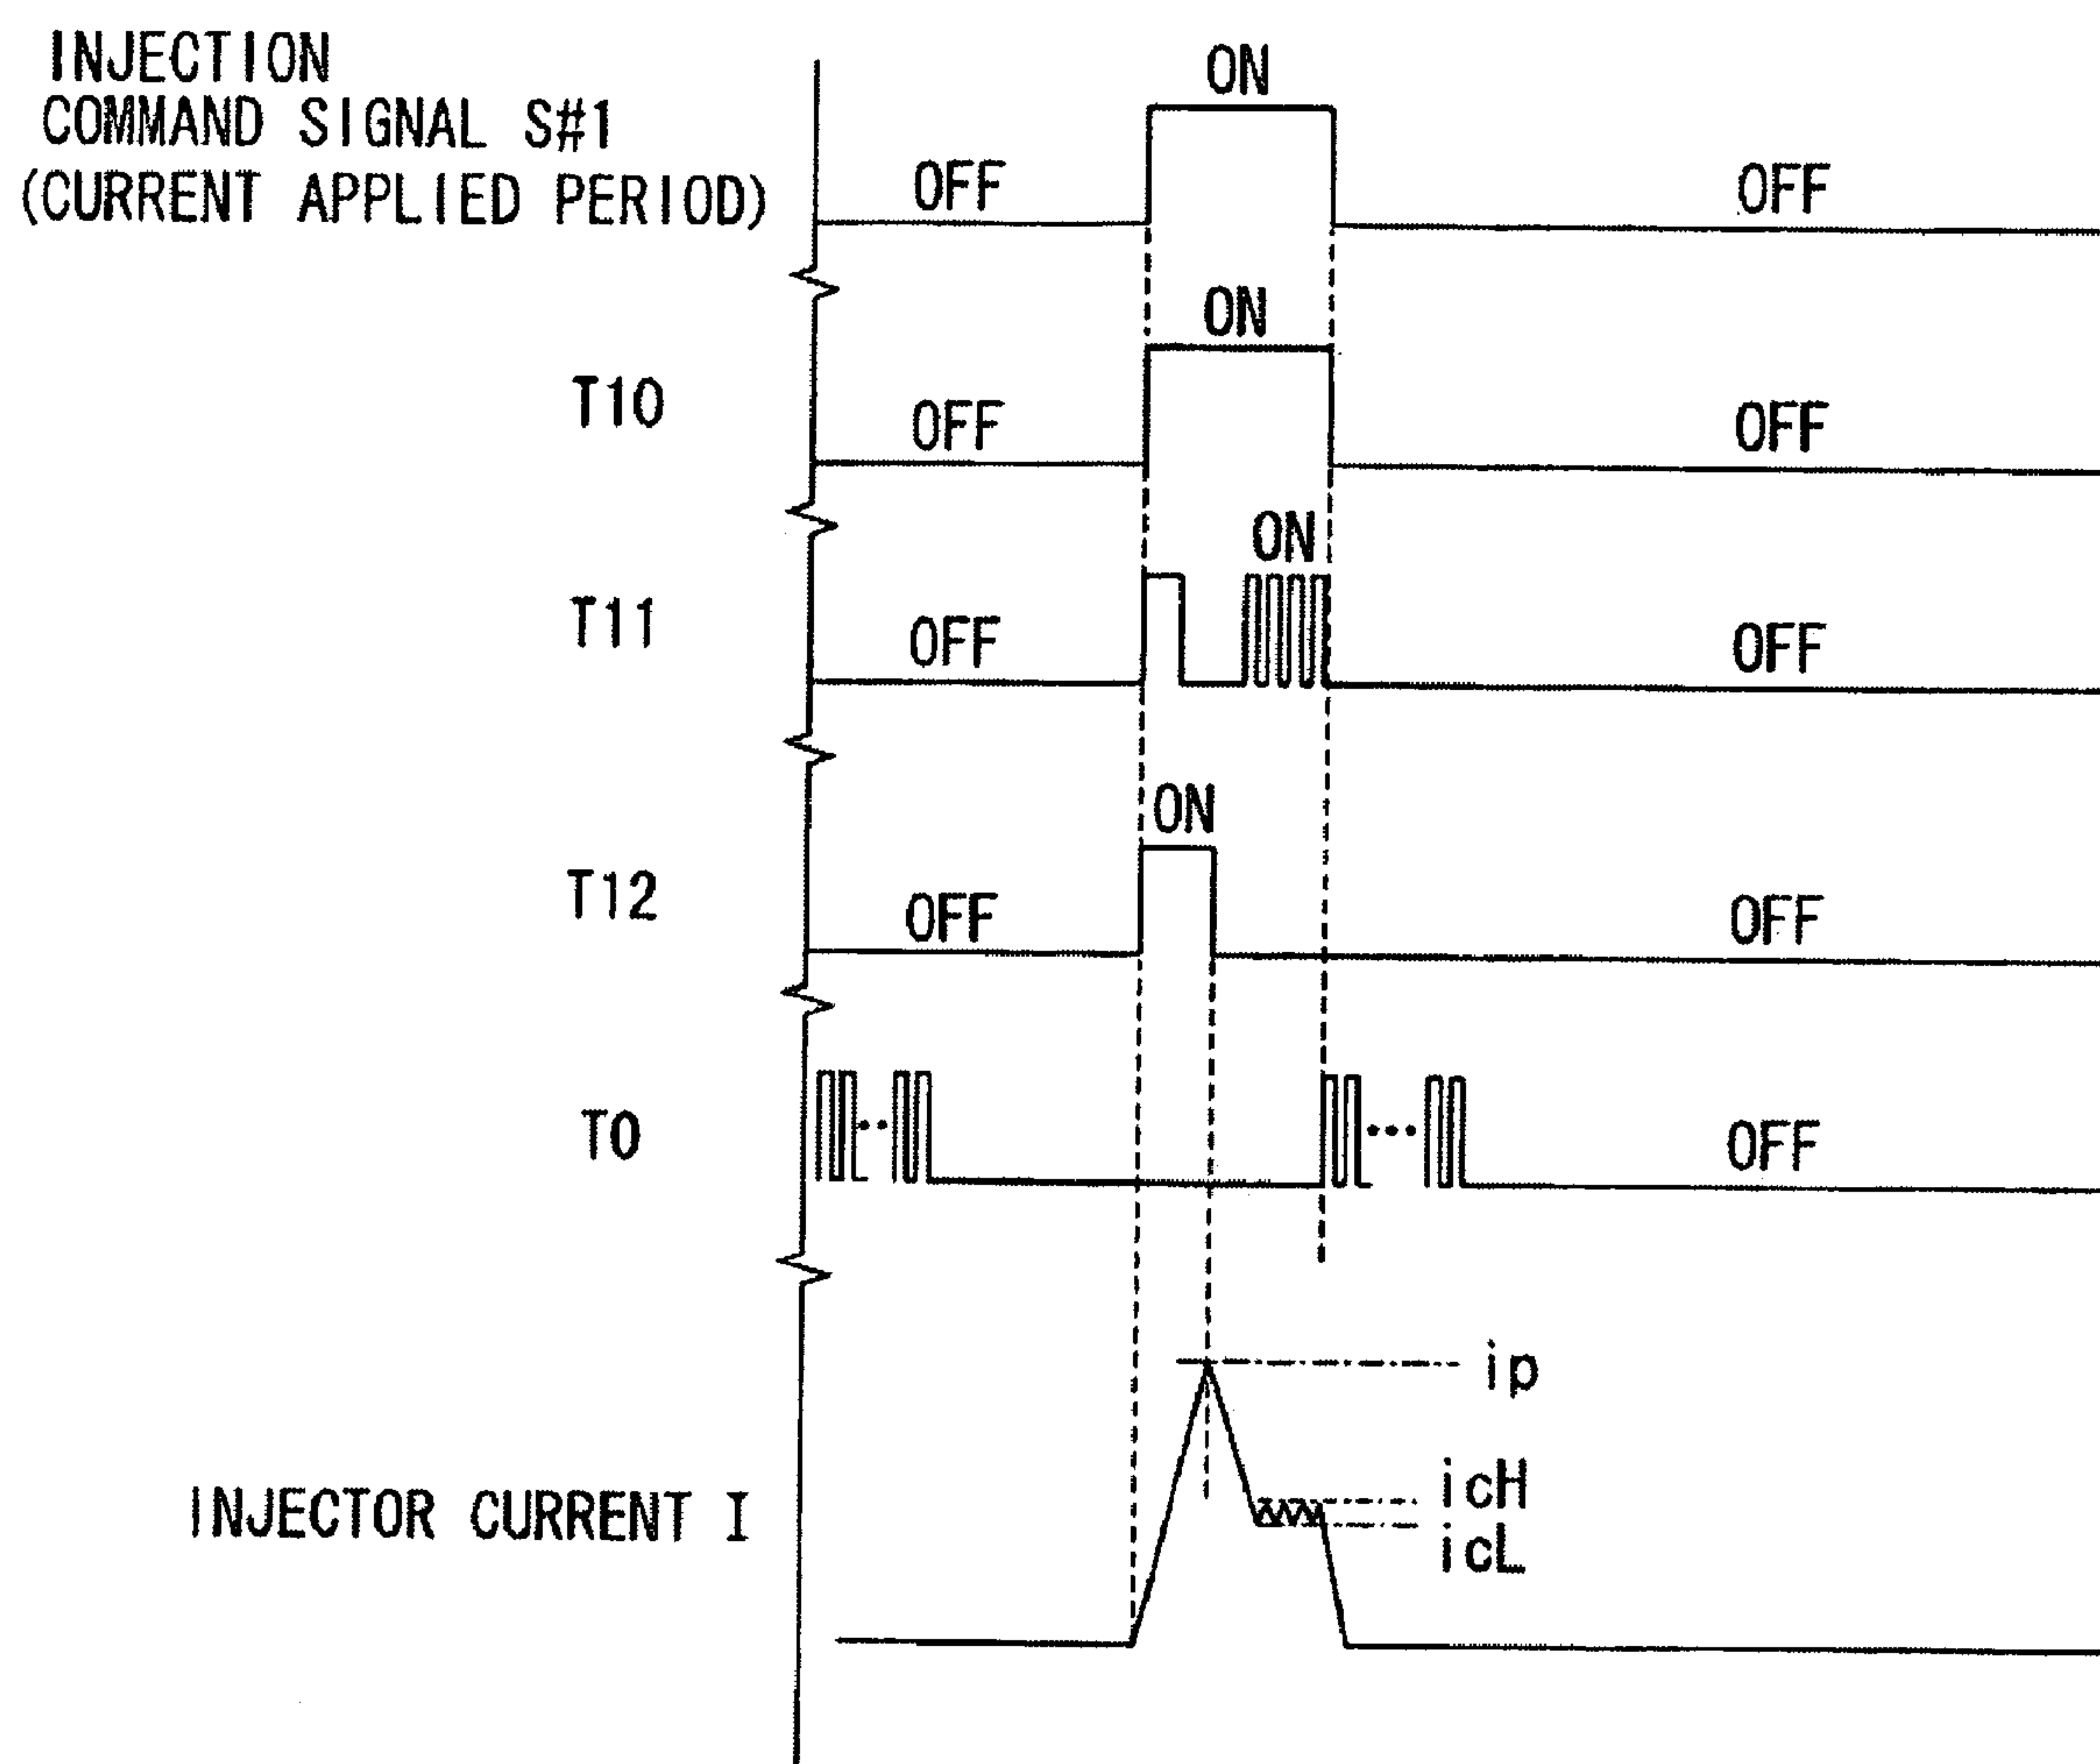 INJECTION
COMMAND SIGNAL S#1
(CURRENT APPLIED PERIOD)
ON
OFF
OFF
T10
ON
OFF
OFF
T11
ON
OFF
OFF
T12
ON
OFF
OFF
T0
OFF
ip
icH
icL
INJECTOR CURRENT I